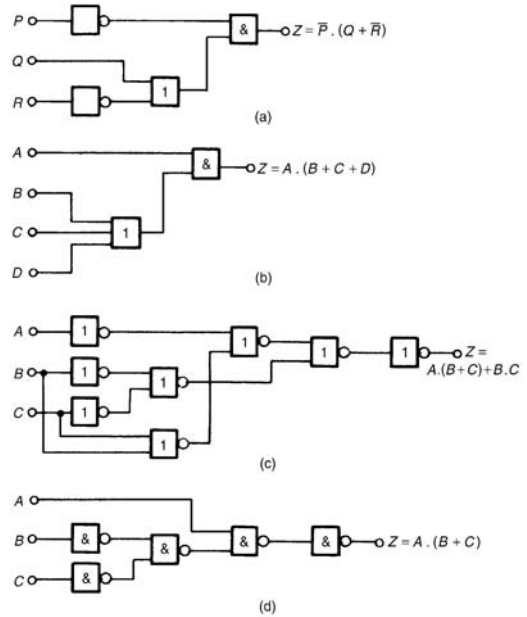 P
&
Z = P̅ . (Q + R̅)
Q
1
R
(a)
A
&
Z = A . (B + C + D)
B
C
1
D
(b)
A
1
1
1
1
Z =
A.(B+C)+B.C
B
1
1
C
1
1
(c)
A
B
&
&
&
&
Z = A . (B + C)
C
&
(d)